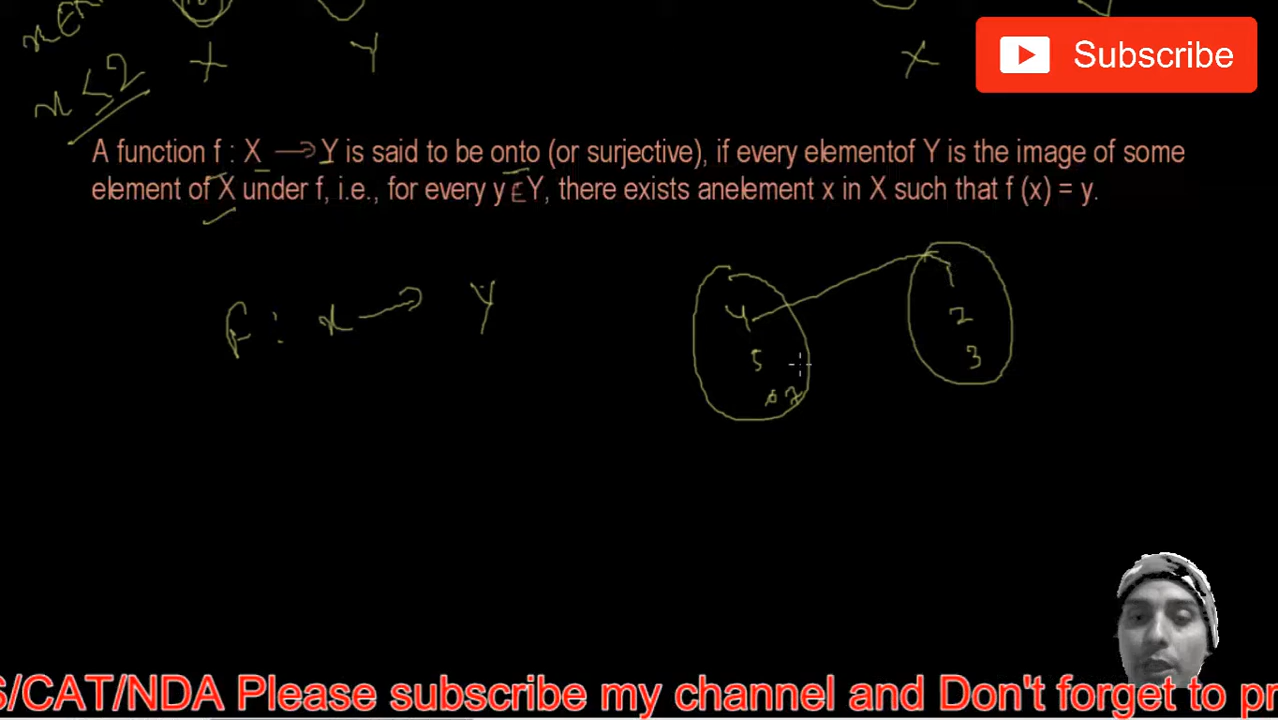 x ≤ 2
X
Y
X
Subscribe
A function f : X → Y is said to be onto (or surjective), if every elementof Y is the image of some
element of X under f, i.e., for every y E Y, there exists anelement x in X such that f (x) = y.
F : x → Y
4
5
7
2
3
S/CAT/NDA Please subscribe my channel and Don't forget to pr